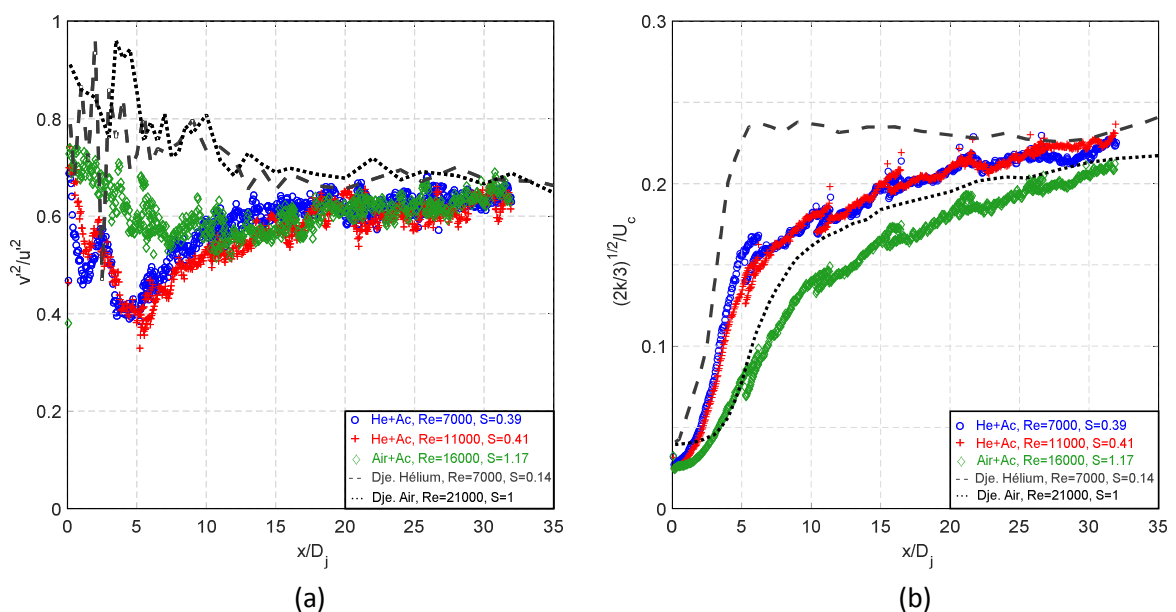 1
0.8
0.6
0.4
0.2
0
v'²/u'²
0 5 10 15 20 25 30 35
x/D_j
He+Ac, Re=7000, S=0.39
He+Ac, Re=11000, S=0.41
Air+Ac, Re=16000, S=1.17
Dje. Hélium, Re=7000, S=0.14
Dje. Air, Re=21000, S=1
(a)
0.3
0.2
0.1
0
(2k/3)^1/2/U_c
0 5 10 15 20 25 30 35
x/D_j
He+Ac, Re=7000, S=0.39
He+Ac, Re=11000, S=0.41
Air+Ac, Re=16000, S=1.17
Dje. Hélium, Re=7000, S=0.14
Dje. Air, Re=21000, S=1
(b)